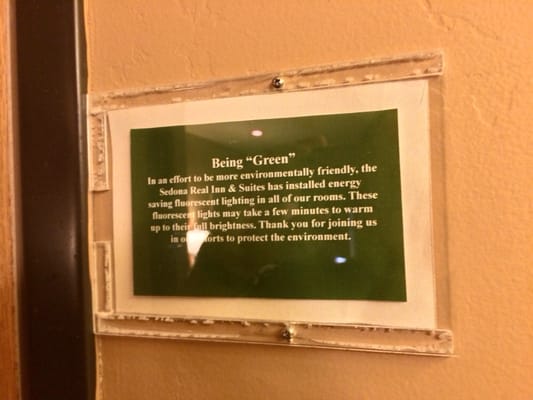 Being “Green”
In an effort to be more environmentally friendly, the
Sedona Real Inn & Suites has installed energy
saving fluorescent lighting in all of our rooms. These
fluorescent lights may take a few minutes to warm
up to their full brightness. Thank you for joining us
in our efforts to protect the environment.